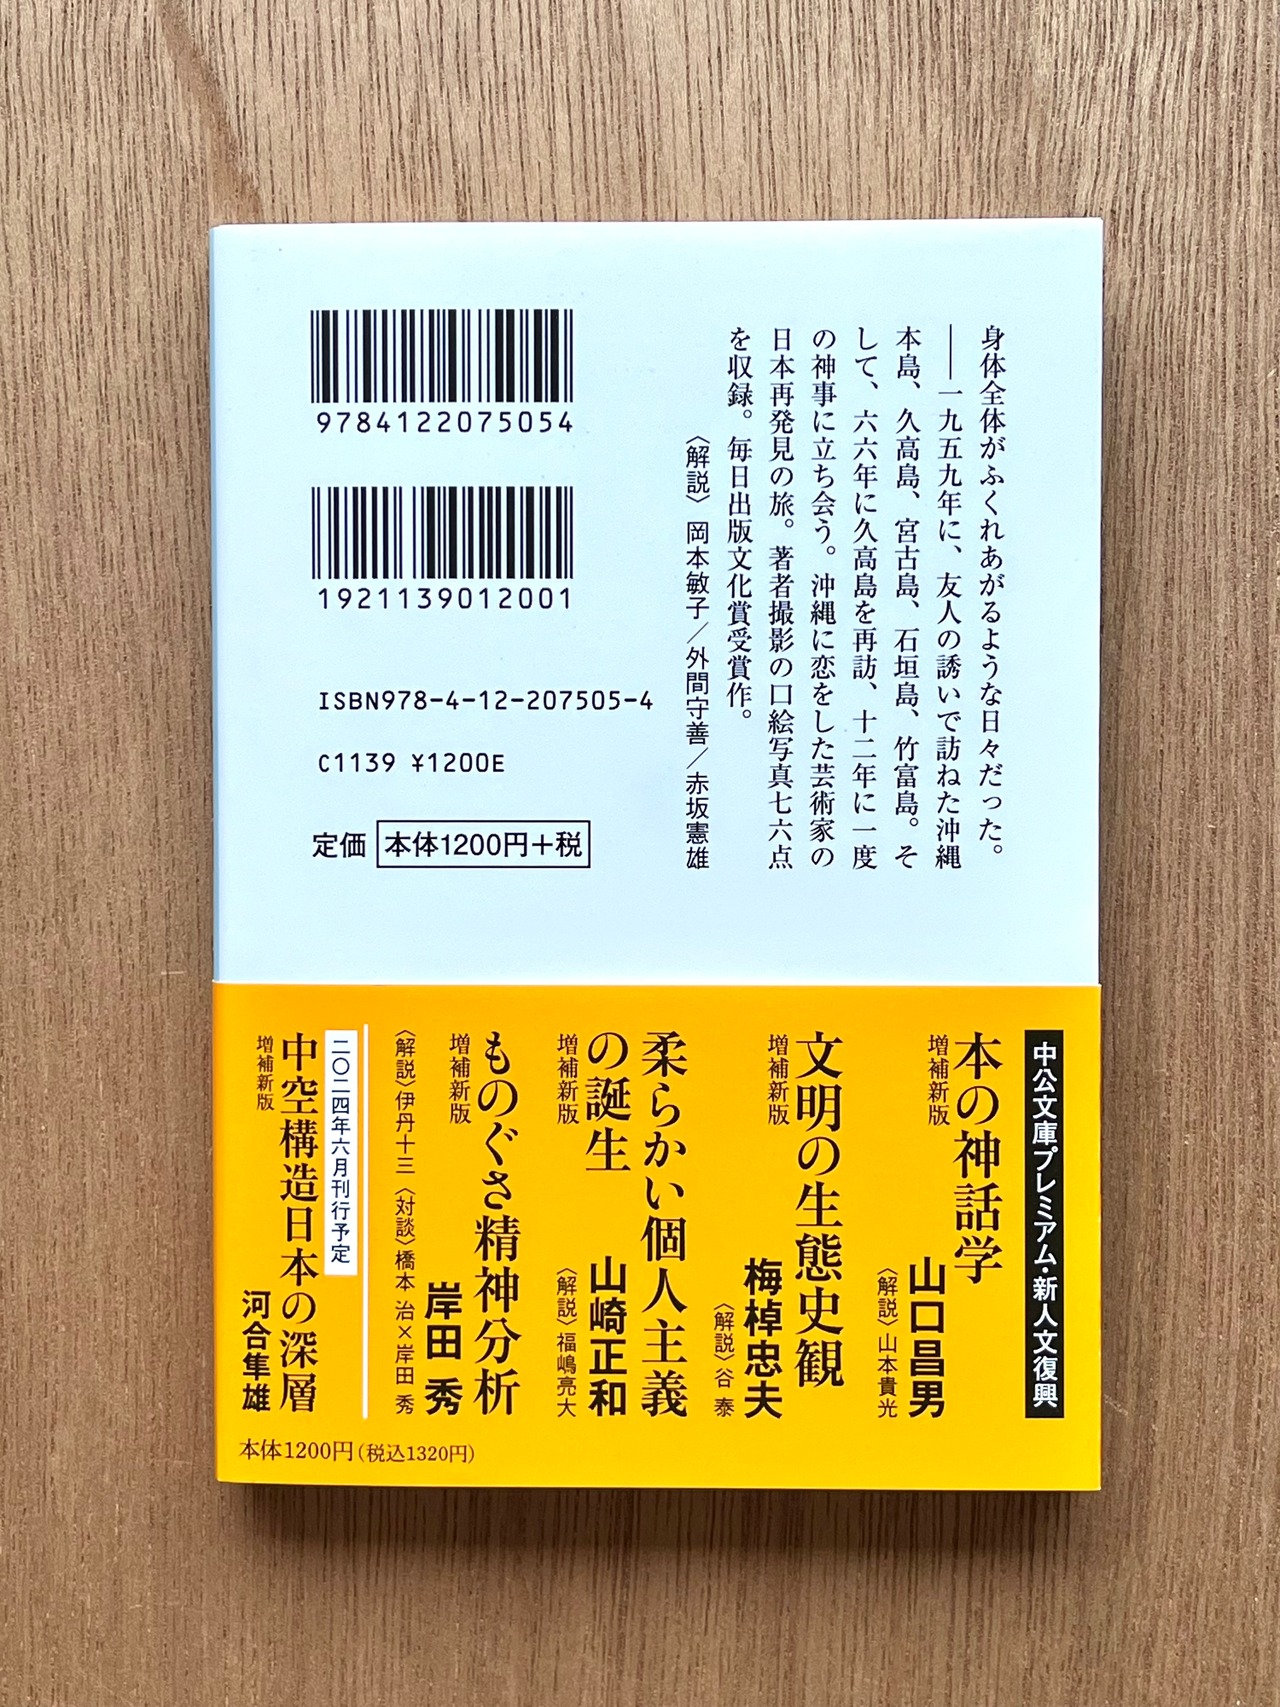 身体全体がふくれあがるような日々だった。
――一九五九年に、友人の誘いで訪ねた沖縄
本島、久高島、宮古島、石垣島、竹富島。そ
して、六六年に久高島を再訪、十二年に一度
の神事に立ち会う。沖縄に恋をした芸術家の
日本再発見の旅。著者撮影の口絵写真七六点
を収録。毎日出版文化賞受賞作。
〈解説〉岡本敏子／外間守善／赤坂憲雄
9784122075054
1921139012001
ISBN978-4-12-207505-4
C1139 ¥1200E
定価 本体1200円+税
中公文庫プレミアム・新人文復興
本の神話学
増補新版
山口昌男
〈解説〉山本貴光
文明の生態史観
増補新版
梅棹忠夫
〈解説〉谷 泰
柔らかい個人主義
の誕生
増補新版
山崎正和
〈解説〉福嶋亮大
ものぐさ精神分析
増補新版
岸田 秀
〈解説〉伊丹十三〈対談〉橋本 治×岸田 秀
二〇二四年六月刊行予定
中空構造日本の深層
増補新版
河合隼雄
本体1200円(税込1320円)